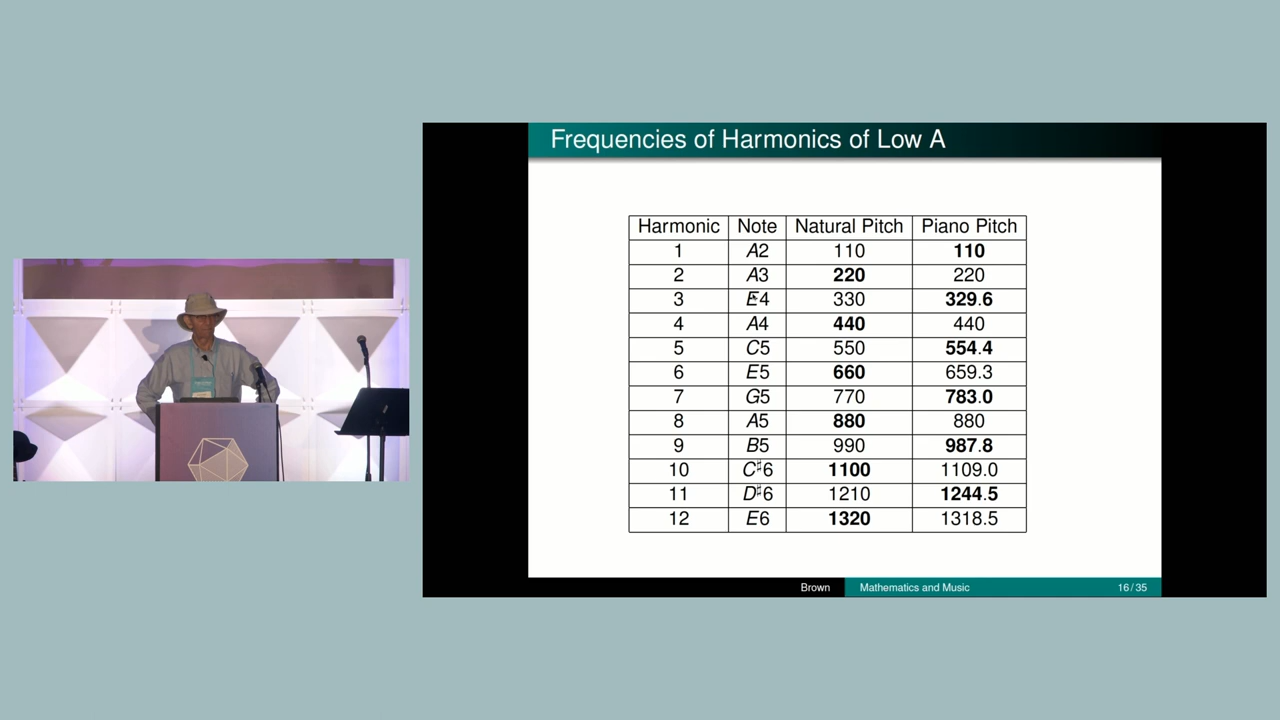 Frequencies of Harmonics of Low A
Harmonic Note Natural Pitch Piano Pitch
1 A2 110 110
2 A3 220 220
3 E4 330 329.6
4 A4 440 440
5 C5 550 554.4
6 E5 660 659.3
7 G5 770 783.0
8 A5 880 880
9 B5 990 987.8
10 C♯6 1100 1109.0
11 D♯6 1210 1244.5
12 E6 1320 1318.5
Brown Mathematics and Music 16/35